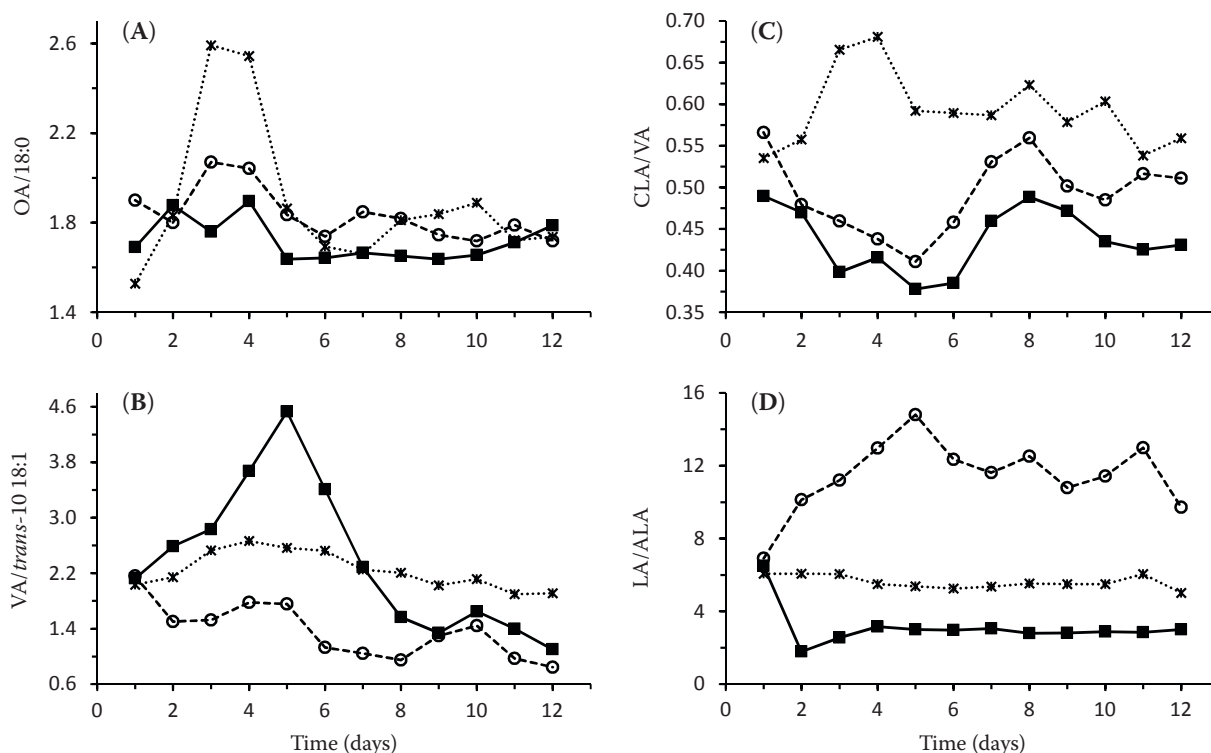 (A)
2.6
2.2
1.8
1.4
OA/18:0
0 2 4 6 8 10 12
(C)
0.70
0.65
0.60
0.55
0.50
0.45
0.40
0.35
CLA/VA
0 2 4 6 8 10 12
(B)
4.6
3.8
3.0
2.2
1.4
0.6
VA/trans-10 18:1
0 2 4 6 8 10 12
Time (days)
(D)
16
12
8
4
0
LA/ALA
0 2 4 6 8 10 12
Time (days)